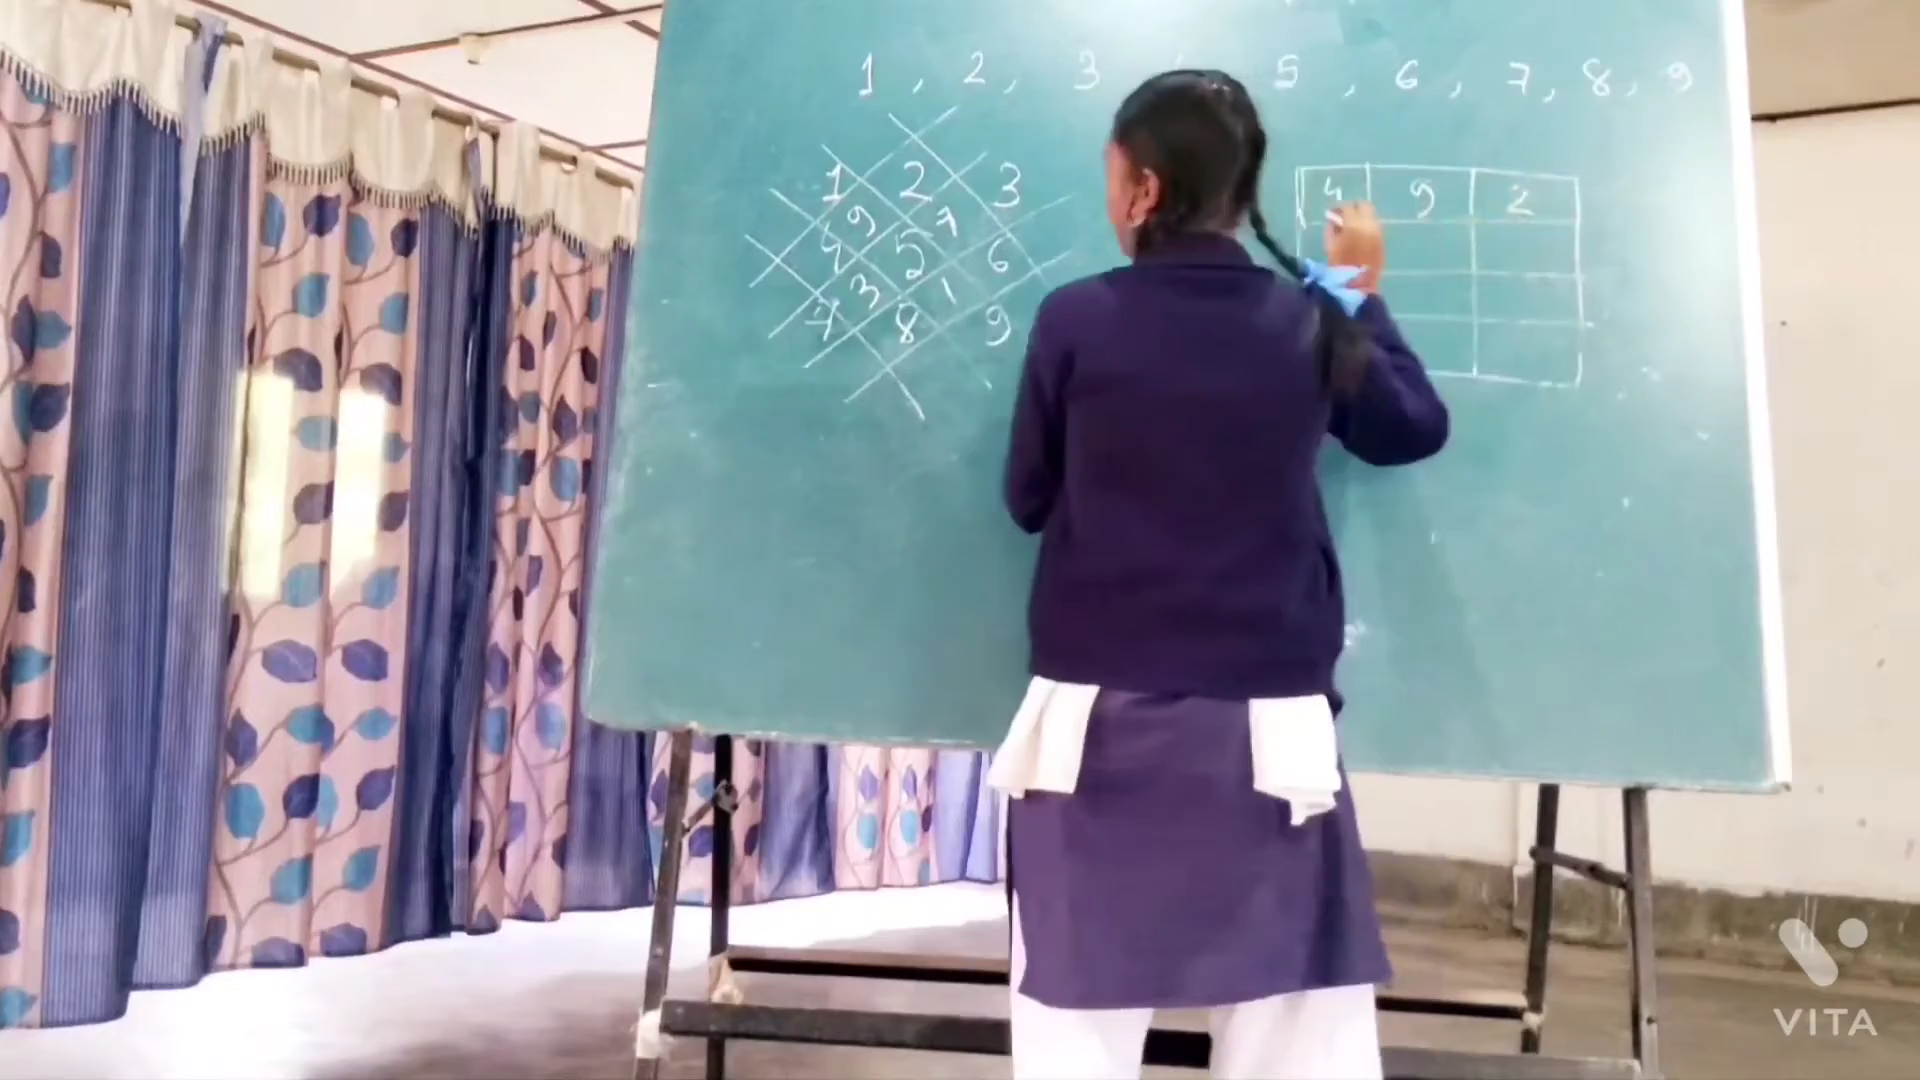 1 , 2 , 3 5 , 6 , 7 , 8 , 9
1 2 3
9 7
4 5 6
3 1
7 8 9
4 9 2
VITA